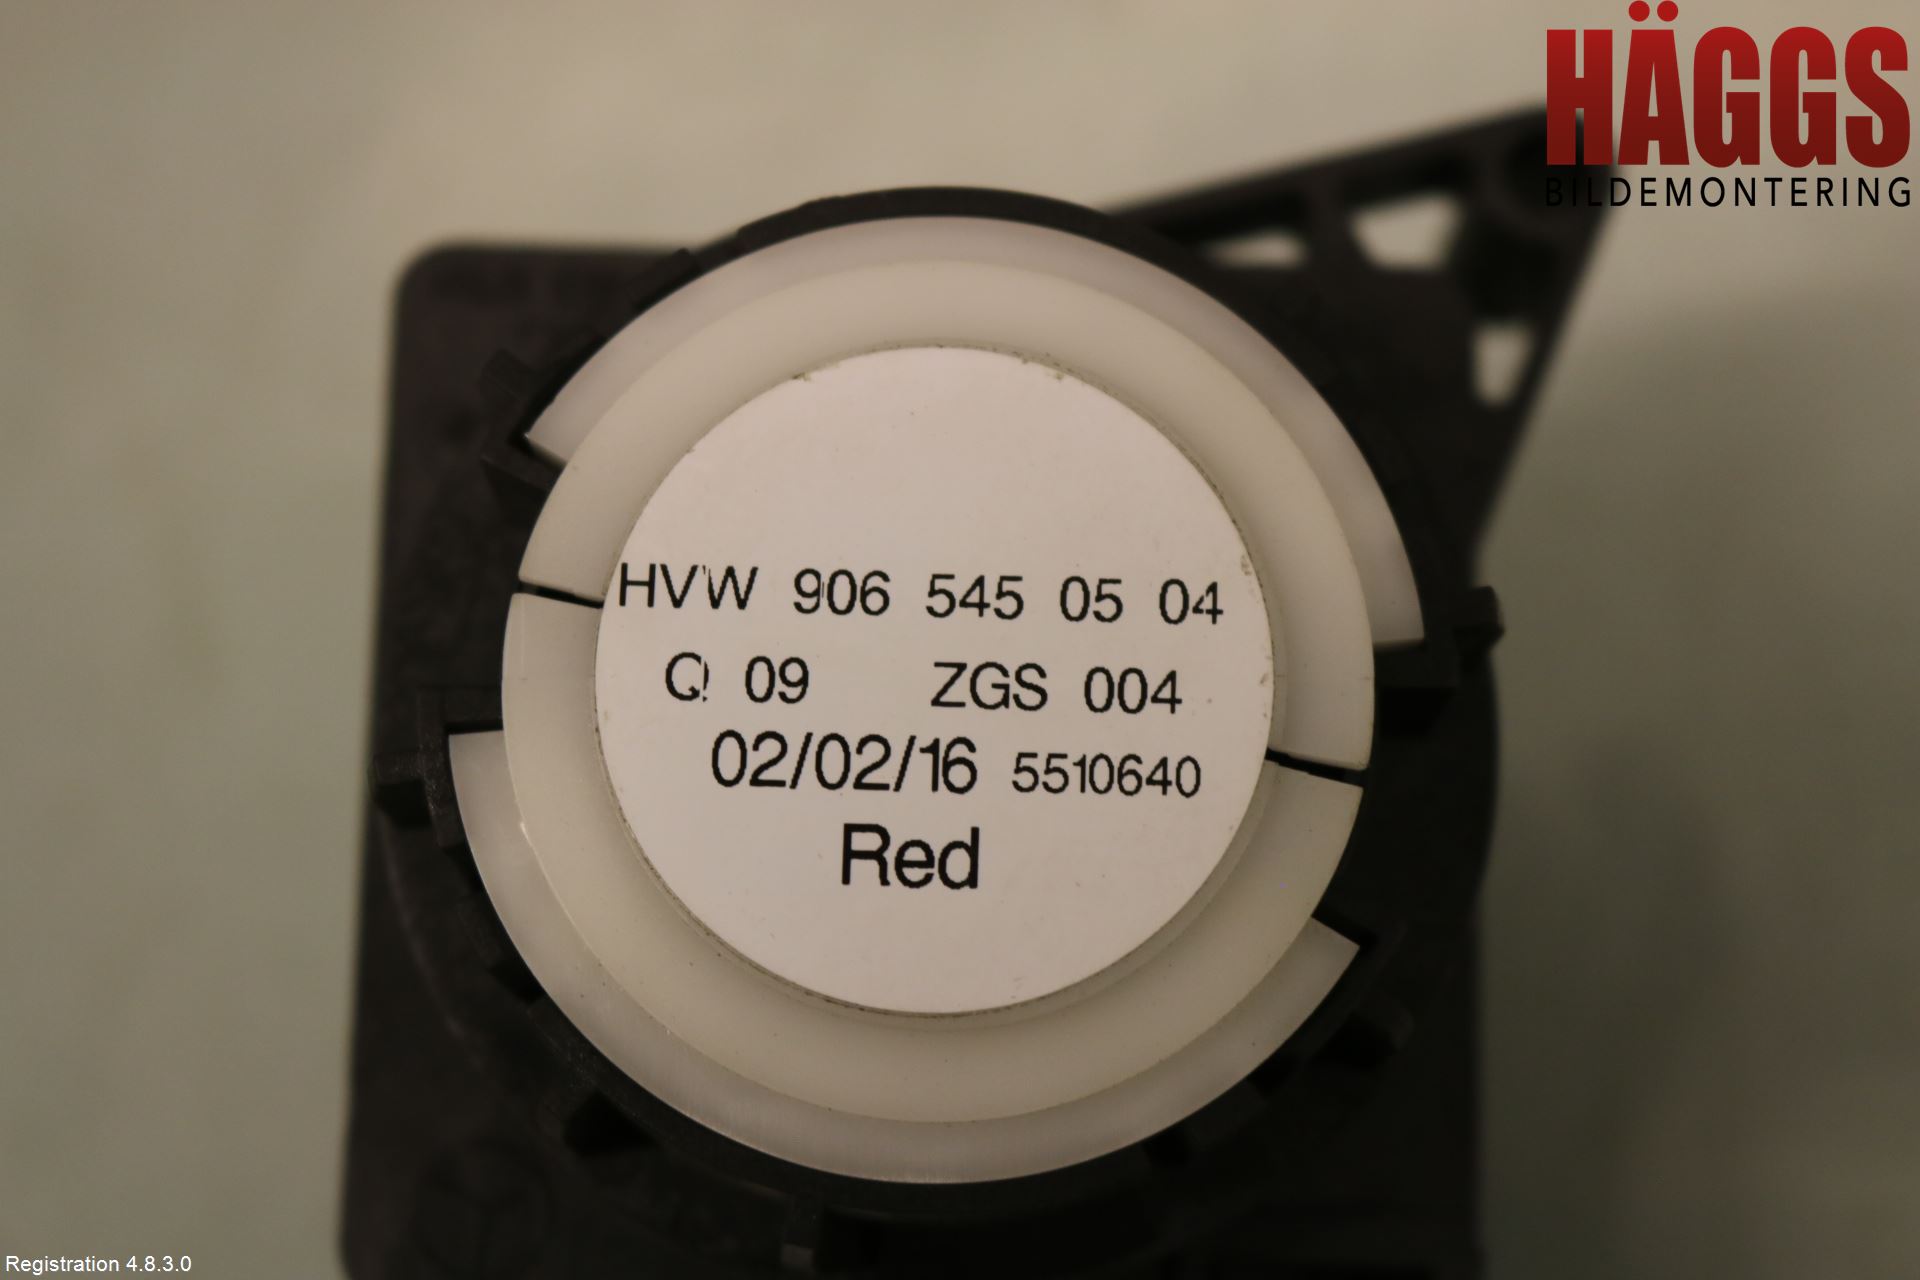 HÄGGS
BILDEMONTERING
HVW 906 545 05 04
Q 09 ZGS 004
02/02/16 5510640
Red
Registration 4.8.3.0